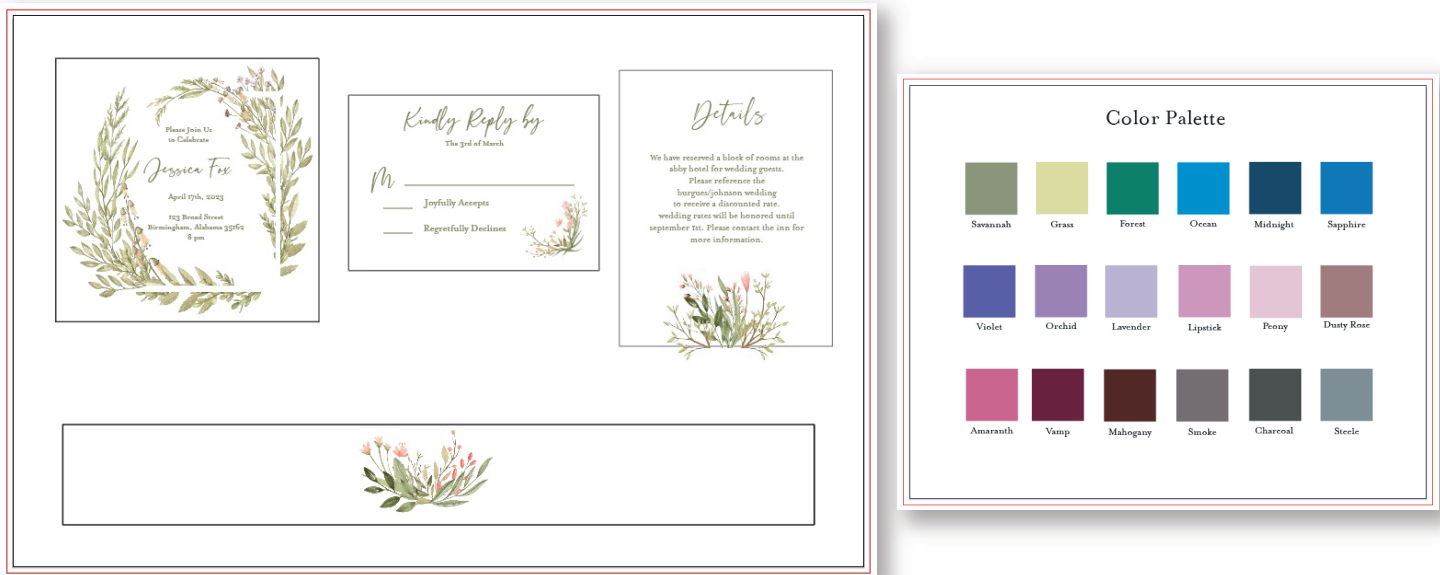 Please Join Us
to Celebrate
Jessica Fox
April 17th, 2023
123 Broad Street
Birmingham, Alabama 35162
8 pm
Kindly Reply by
The 3rd of March
M
Joyfully Accepts
Regretfully Declines
Details
We have reserved a block of rooms at the
abby hotel for wedding guests.
Please reference the
burgues/johnson wedding
to receive a discounted rate.
wedding rates will be honored until
september 1st. Please contact the inn for
more information.
Color Palette
Savannah
Grass
Forest
Ocean
Midnight
Sapphire
Violet
Orchid
Lavender
Lipstick
Peony
Dusty Rose
Amaranth
Vamp
Mahogany
Smoke
Charcoal
Steele